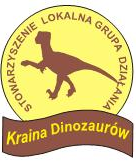 STOWARZYSZENIE LOKALNA GRUPA DZIAŁANIA
Kraina Dinozaurów